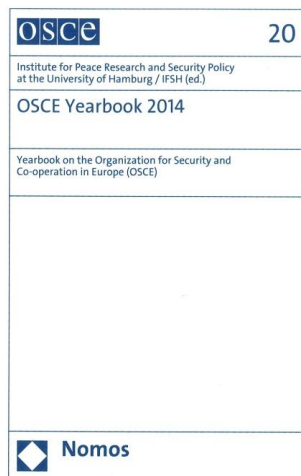 osce
20
Institute for Peace Research and Security Policy
at the University of Hamburg / IFSH (ed.)
OSCE Yearbook 2014
Yearbook on the Organization for Security and
Co-operation in Europe (OSCE)
Nomos